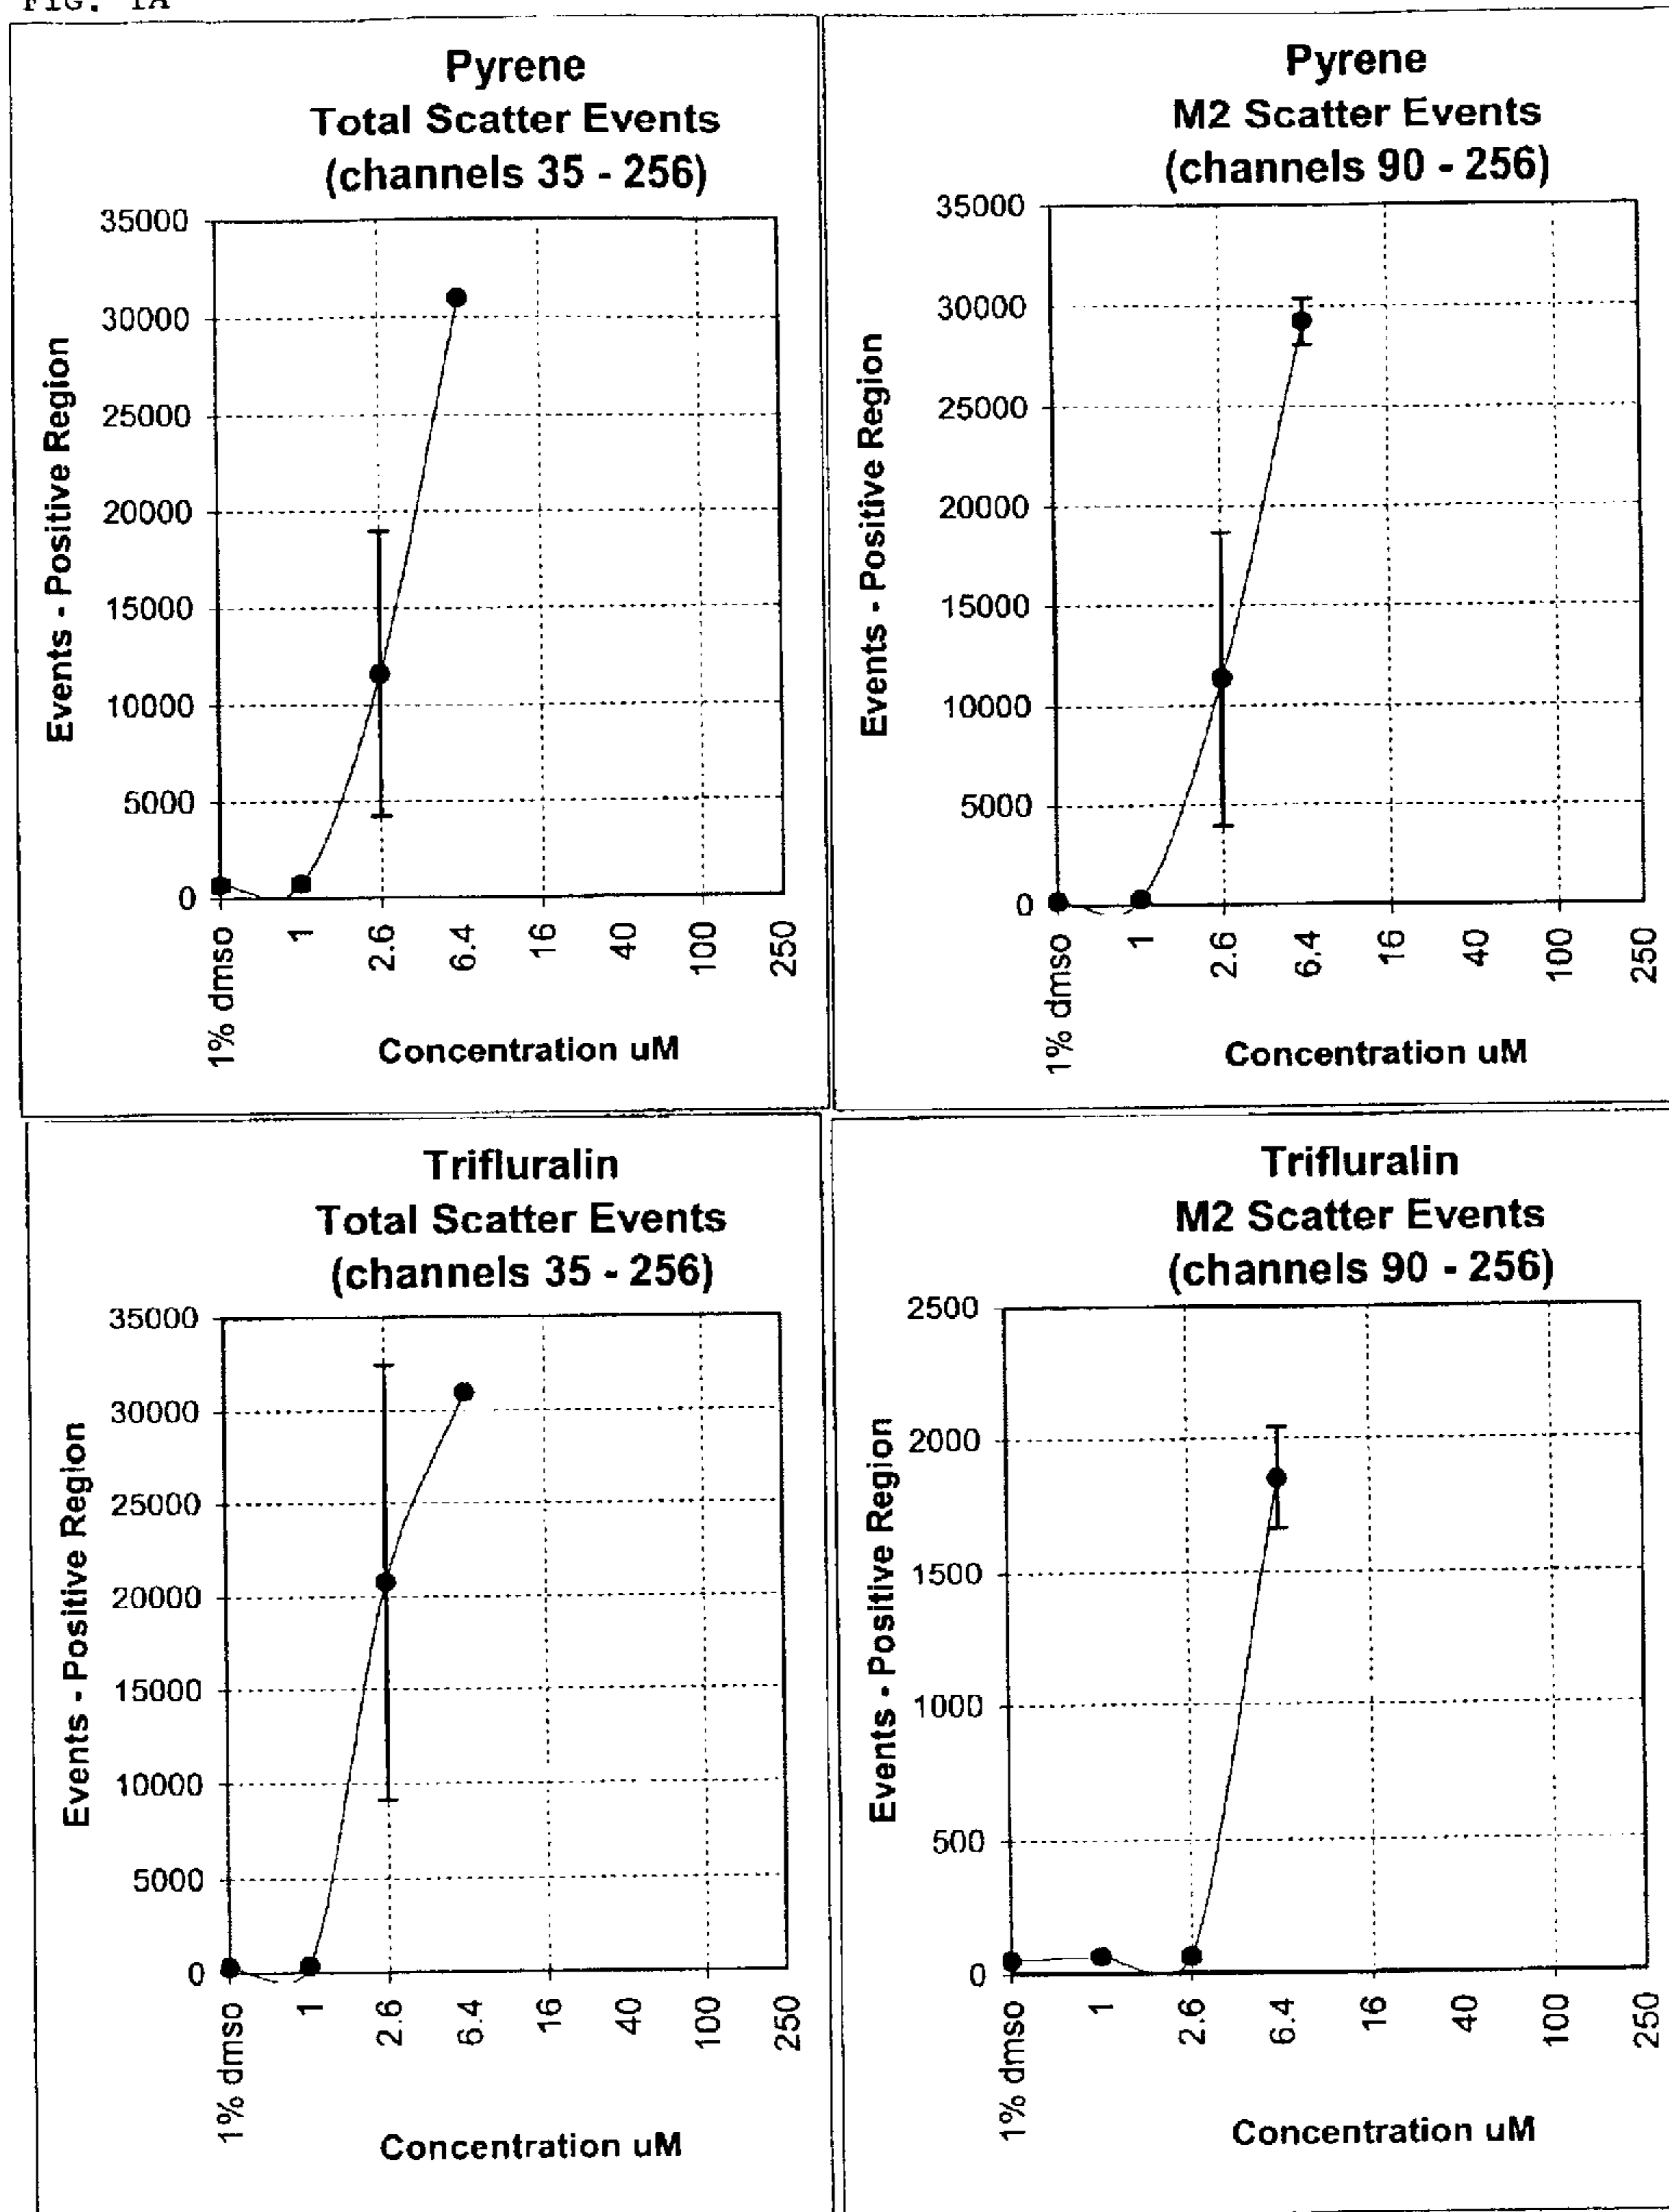 FIG. 1A
Pyrene
Total Scatter Events
(channels 35 - 256)
35000
30000
25000
20000
15000
10000
5000
0
Events - Positive Region
1% dmso
1
2.6
6.4
16
40
100
250
Concentration uM
Pyrene
M2 Scatter Events
(channels 90 - 256)
35000
30000
25000
20000
15000
10000
5000
0
Events - Positive Region
1% dmso
1
2.6
6.4
16
40
100
250
Concentration uM
Trifluralin
Total Scatter Events
(channels 35 - 256)
35000
30000
25000
20000
15000
10000
5000
0
Events - Positive Region
1% dmso
1
2.6
6.4
16
40
100
250
Concentration uM
Trifluralin
M2 Scatter Events
(channels 90 - 256)
2500
2000
1500
1000
500
0
Events - Positive Region
1% dmso
1
2.6
6.4
16
40
100
250
Concentration uM